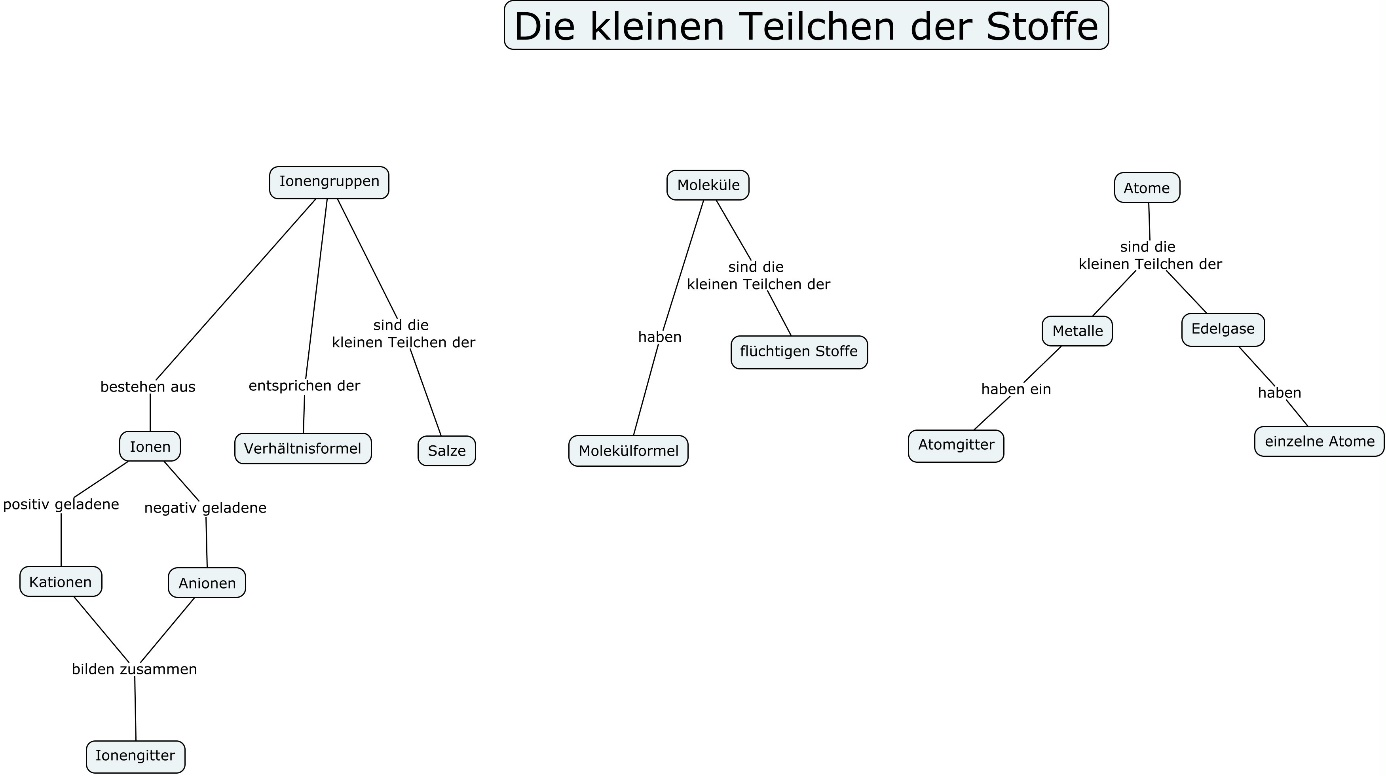 Die kleinen Teilchen der Stoffe
Ionengruppen
Moleküle
Atome
sind die
kleinen Teilchen der
sind die
kleinen Teilchen der
sind die
kleinen Teilchen der
haben
flüchtigen Stoffe
Metalle
Edelgase
bestehen aus
entsprichen der
haben ein
haben
Ionen
Verhältnisformel
Salze
Molekülformel
Atomgitter
einzelne Atome
positiv geladene
negativ geladene
Kationen
Anionen
bilden zusammen
Ionengitter